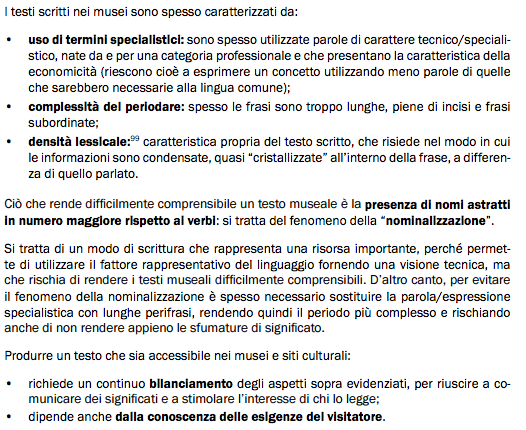 I testi scritti nei musei sono spesso caratterizzati da:
• uso di termini specialistici: sono spesso utilizzate parole di carattere tecnico/speciali-
stico, nate da e per una categoria professionale e che presentano la caratteristica della
economicità (riescono cioè a esprimere un concetto utilizzando meno parole di quelle
che sarebbero necessarie alla lingua comune);
• complessità del periodare: spesso le frasi sono troppo lunghe, piene di incisi e frasi
subordinate;
• densità lessicale:99 caratteristica propria del testo scritto, che risiede nel modo in cui
le informazioni sono condensate, quasi “cristallizzate” all’interno della frase, a differen-
za di quello parlato.
Ciò che rende difficilmente comprensibile un testo museale è la presenza di nomi astratti
in numero maggiore rispetto ai verbi: si tratta del fenomeno della “nominalizzazione”.
Si tratta di un modo di scrittura che rappresenta una risorsa importante, perché permet-
te di utilizzare il fattore rappresentativo del linguaggio fornendo una visione tecnica, ma
che rischia di rendere i testi museali difficilmente comprensibili. D’altro canto, per evitare
il fenomeno della nominalizzazione è spesso necessario sostituire la parola/espressione
specialistica con lunghe perifrasi, rendendo quindi il periodo più complesso e rischiando
anche di non rendere appieno le sfumature di significato.
Produrre un testo che sia accessibile nei musei e siti culturali:
• richiede un continuo bilanciamento degli aspetti sopra evidenziati, per riuscire a co-
municare dei significati e a stimolare l’interesse di chi lo legge;
• dipende anche dalla conoscenza delle esigenze del visitatore.